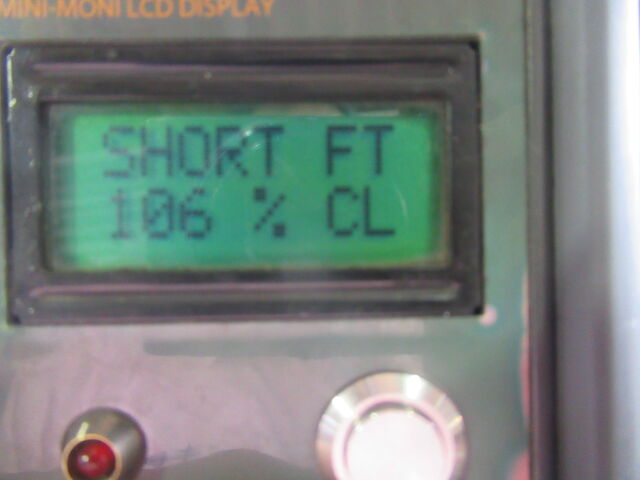 MINI-MONI LCD DISPLAY
SHORT FT
106 % CL